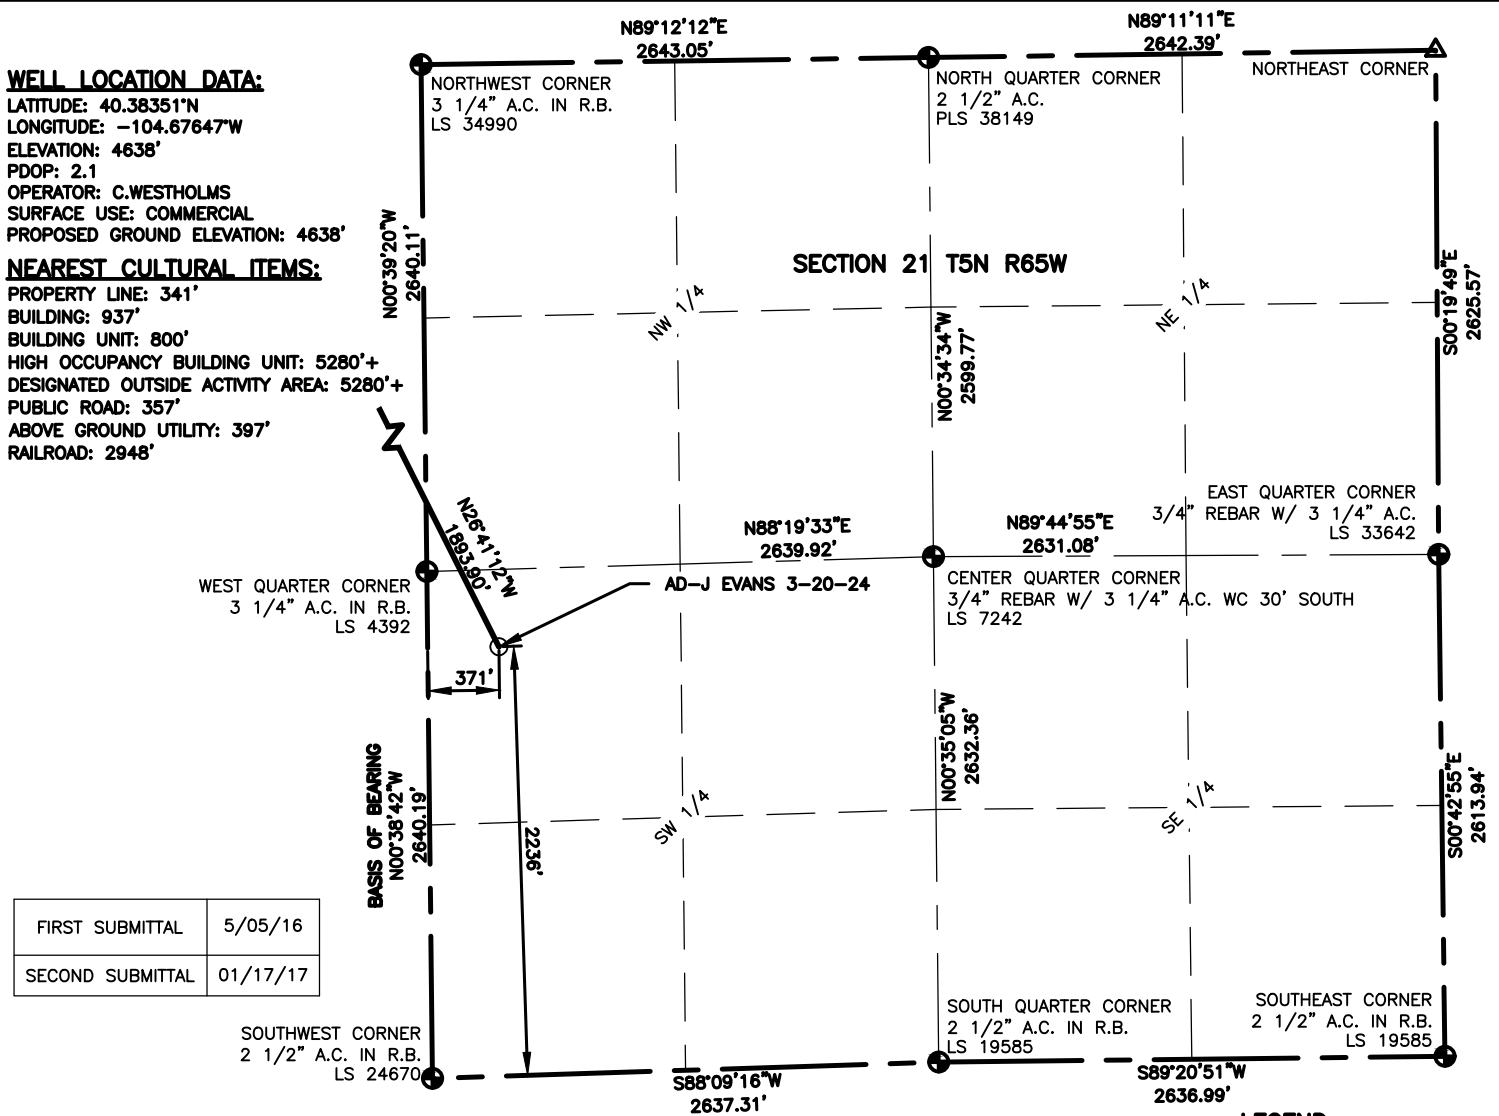 WELL LOCATION DATA:
LATITUDE: 40.38351°N
LONGITUDE: -104.67647°W
ELEVATION: 4638'
PDOP: 2.1
OPERATOR: C.WESTHOLMS
SURFACE USE: COMMERCIAL
PROPOSED GROUND ELEVATION: 4638'
NEAREST CULTURAL ITEMS:
PROPERTY LINE: 341'
BUILDING: 937'
BUILDING UNIT: 800'
HIGH OCCUPANCY BUILDING UNIT: 5280'+
DESIGNATED OUTSIDE ACTIVITY AREA: 5280'+
PUBLIC ROAD: 357'
ABOVE GROUND UTILITY: 397'
RAILROAD: 2948'
N89°12'12"E
2643.05'
N89°11'11"E
2642.39'
NORTHWEST CORNER
3 1/4" A.C. IN R.B.
LS 34990
NORTH QUARTER CORNER
2 1/2" A.C.
PLS 38149
NORTHEAST CORNER
N00°39'20"W
2640.11'
SECTION 21 T5N R65W
NW 1/4
NE 1/4
N00°34'34"W
2599.77'
S00°19'49"E
2625.57'
N26°41'12"W
1893.90'
N88°19'33"E
2639.92'
N89°44'55"E
2631.08'
EAST QUARTER CORNER
3/4" REBAR W/ 3 1/4" A.C.
LS 33642
WEST QUARTER CORNER
3 1/4" A.C. IN R.B.
LS 4392
AD-J EVANS 3-20-24
CENTER QUARTER CORNER
3/4" REBAR W/ 3 1/4" A.C. WC 30' SOUTH
LS 7242
371'
2236'
BASIS OF BEARING
N00°38'42"W
2640.19'
N00°35'05"W
2632.36'
SW 1/4
SE 1/4
S00°42'55"E
2613.94'
FIRST SUBMITTAL 5/05/16
SECOND SUBMITTAL 01/17/17
SOUTHWEST CORNER
2 1/2" A.C. IN R.B.
LS 24670
SOUTH QUARTER CORNER
2 1/2" A.C. IN R.B.
LS 19585
SOUTHEAST CORNER
2 1/2" A.C. IN R.B.
LS 19585
S88°09'16"W
2637.31'
S89°20'51"W
2636.99'
LEGEND